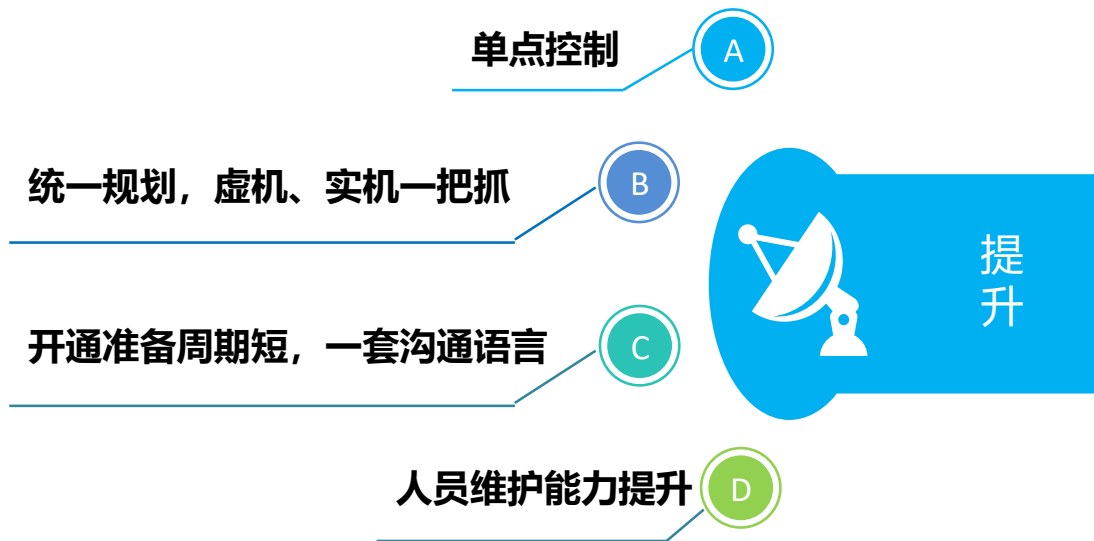 单点控制
A
统一规划，虚机、实机一把抓
B
开通准备周期短，一套沟通语言
C
人员维护能力提升
D
提升